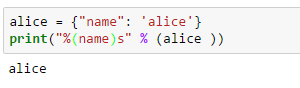 alice = {"name": 'alice'}
print("%(name)s" % (alice ))
alice